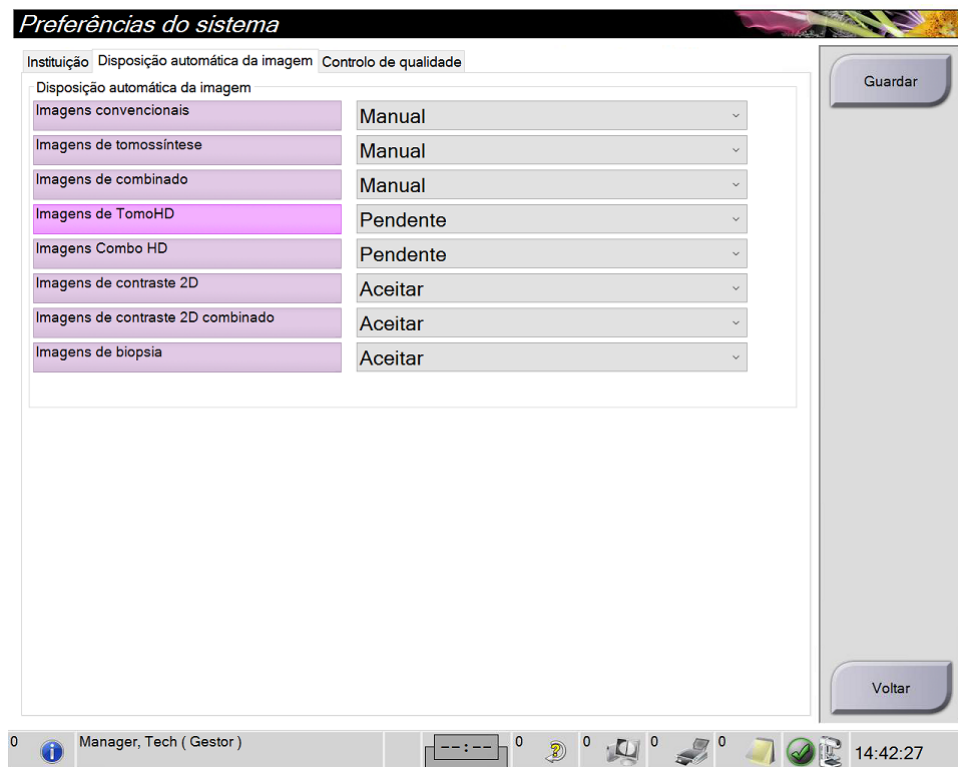 Preferências do sistema
Instituição Disposição automática da imagem Controlo de qualidade
Guardar
Disposição automática da imagem
Imagens convencionais Manual
Imagens de tomossíntese Manual
Imagens de combinado Manual
Imagens de TomoHD Pendente
Imagens Combo HD Pendente
Imagens de contraste 2D Aceitar
Imagens de contraste 2D combinado Aceitar
Imagens de biopsia Aceitar
Voltar
0 Manager, Tech ( Gestor ) --:-- 0 0 0 0 14:42:27